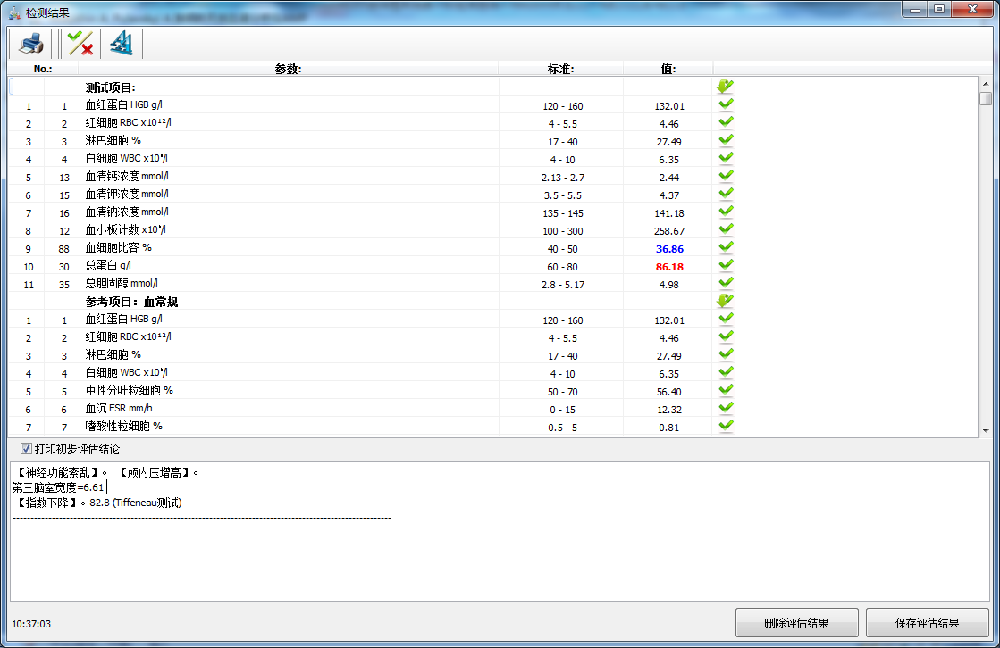 检测结果
No.: 参数: 标准: 值:
测试项目:
1 1 血红蛋白 HGB g/l 120 - 160 132.01
2 2 红细胞 RBC x10¹²/l 4 - 5.5 4.46
3 3 淋巴细胞 % 17 - 40 27.49
4 4 白细胞 WBC x10⁹/l 4 - 10 6.35
5 13 血清钙浓度 mmol/l 2.13 - 2.7 2.44
6 15 血清钾浓度 mmol/l 3.5 - 5.5 4.37
7 16 血清钠浓度 mmol/l 135 - 145 141.18
8 12 血小板计数 x10⁹/l 100 - 300 258.67
9 88 血细胞比容 % 40 - 50 36.86
10 30 总蛋白 g/l 60 - 80 86.18
11 35 总胆固醇 mmol/l 2.8 - 5.17 4.98
参考项目：血常规
1 1 血红蛋白 HGB g/l 120 - 160 132.01
2 2 红细胞 RBC x10¹²/l 4 - 5.5 4.46
3 3 淋巴细胞 % 17 - 40 27.49
4 4 白细胞 WBC x10⁹/l 4 - 10 6.35
5 5 中性分叶粒细胞 % 50 - 70 56.40
6 6 血沉 ESR mm/h 0 - 15 12.32
7 7 嗜酸性粒细胞 % 0.5 - 5 0.81
打印初步评估结论
【神经功能紊乱】。 【颅内压增高】。
第三脑室宽度=6.61
【指数下降】。82.8 (Tiffeneau测试)
10:37:03 删除评估结果 保存评估结果